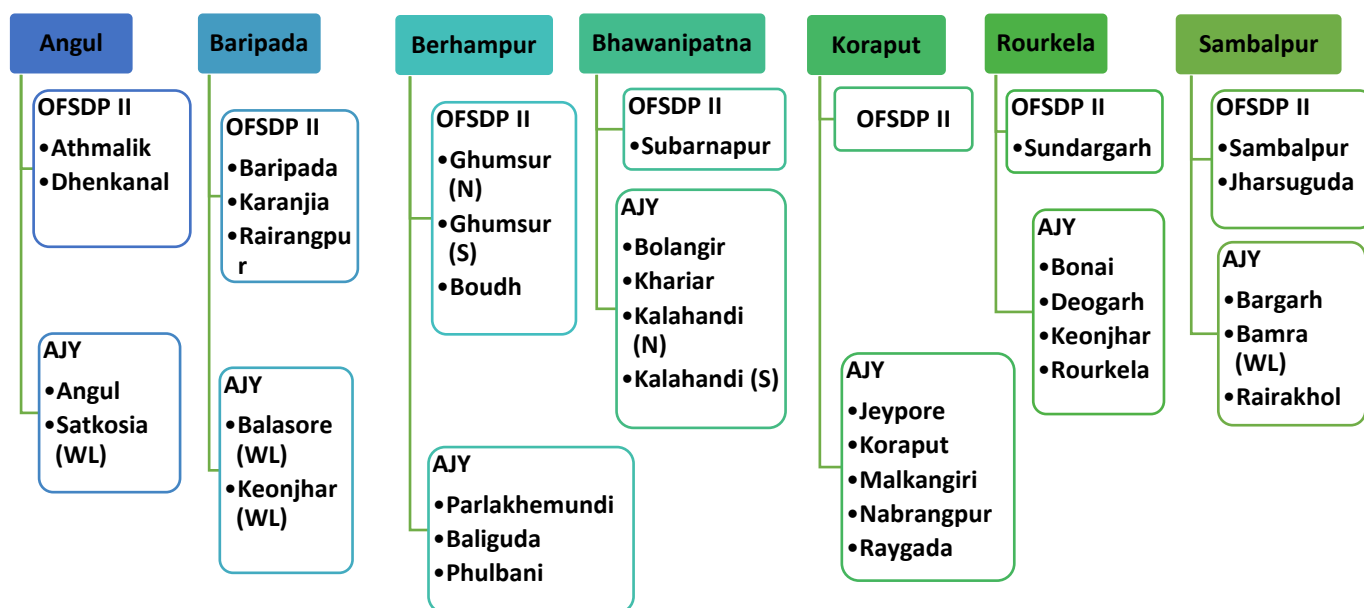 Angul
OFSDP II
•Athmalik
•Dhenkanal
AJY
•Angul
•Satkosia
(WL)
Baripada
OFSDP II
•Baripada
•Karanjia
•Rairangpu
r
AJY
•Balasore
(WL)
•Keonjhar
(WL)
Berhampur
OFSDP II
•Ghumsur
(N)
•Ghumsur
(S)
•Boudh
AJY
•Parlakhemundi
•Baliguda
•Phulbani
Bhawanipatna
OFSDP II
•Subarnapur
AJY
•Bolangir
•Khariar
•Kalahandi
(N)
•Kalahandi (S)
Koraput
OFSDP II
AJY
•Jeypore
•Koraput
•Malkangiri
•Nabrangpur
•Raygada
Rourkela
OFSDP II
•Sundargarh
AJY
•Bonai
•Deogarh
•Keonjhar
•Rourkela
Sambalpur
OFSDP II
•Sambalpur
•Jharsuguda
AJY
•Bargarh
•Bamra
(WL)
•Rairakhol